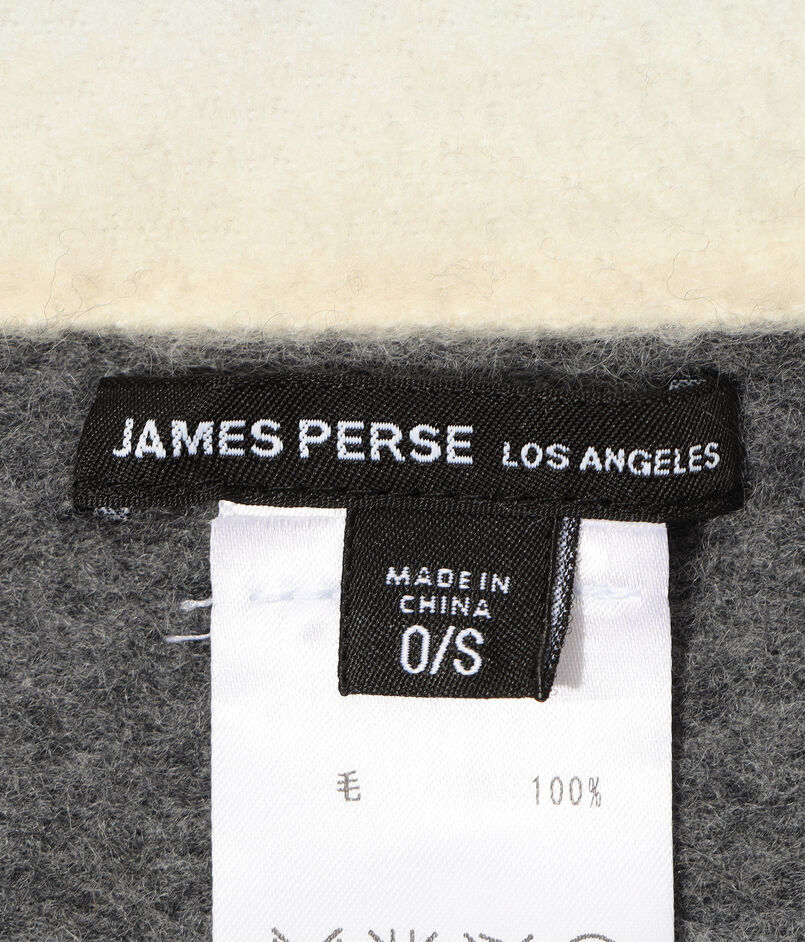 JAMES PERSE LOS ANGELES
MADE IN
CHINA
O/S
毛 100%